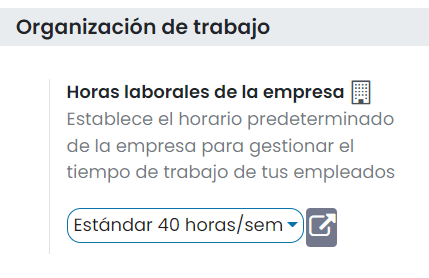 Organización de trabajo
Horas laborales de la empresa
Establece el horario predeterminado
de la empresa para gestionar el
tiempo de trabajo de tus empleados
Estándar 40 horas/sem